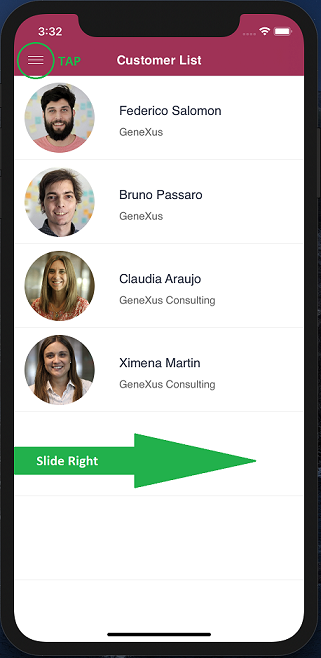 3:32
TAP
Customer List
Federico Salomon
GeneXus
Bruno Passaro
GeneXus
Claudia Araujo
GeneXus Consulting
Ximena Martin
GeneXus Consulting
Slide Right